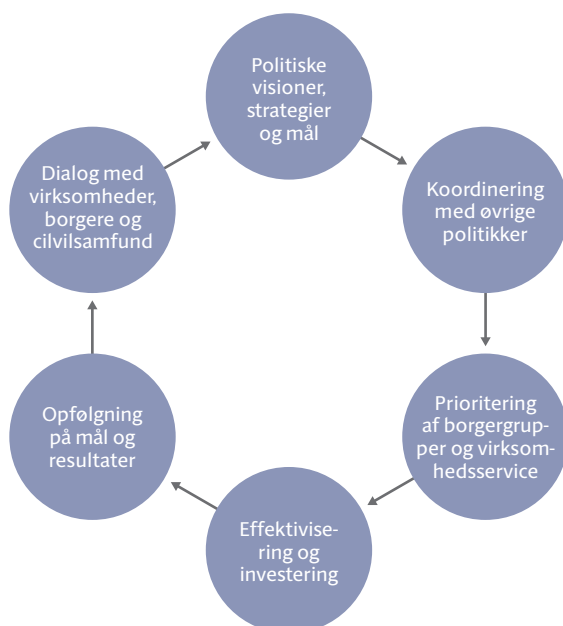 Politiske
visioner,
strategier
og mål
Koordinering
med øvrige
politikker
Prioritering
af borgergrup-
per og virksom-
hedsservice
Effektivise-
ring og
investering
Opfølgning
på mål og
resultater
Dialog med
virksomheder,
borgere og
cilvilsamfund